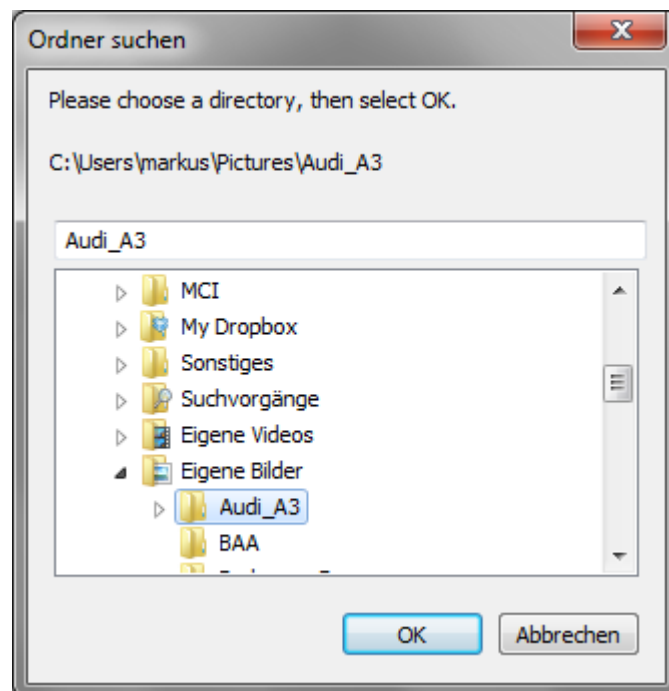 Ordner suchen
Please choose a directory, then select OK.
C:\Users\markus\Pictures\Audi_A3
Audi_A3
MCI
My Dropbox
Sonstiges
Suchvorgänge
Eigene Videos
Eigene Bilder
Audi_A3
BAA
OK Abbrechen